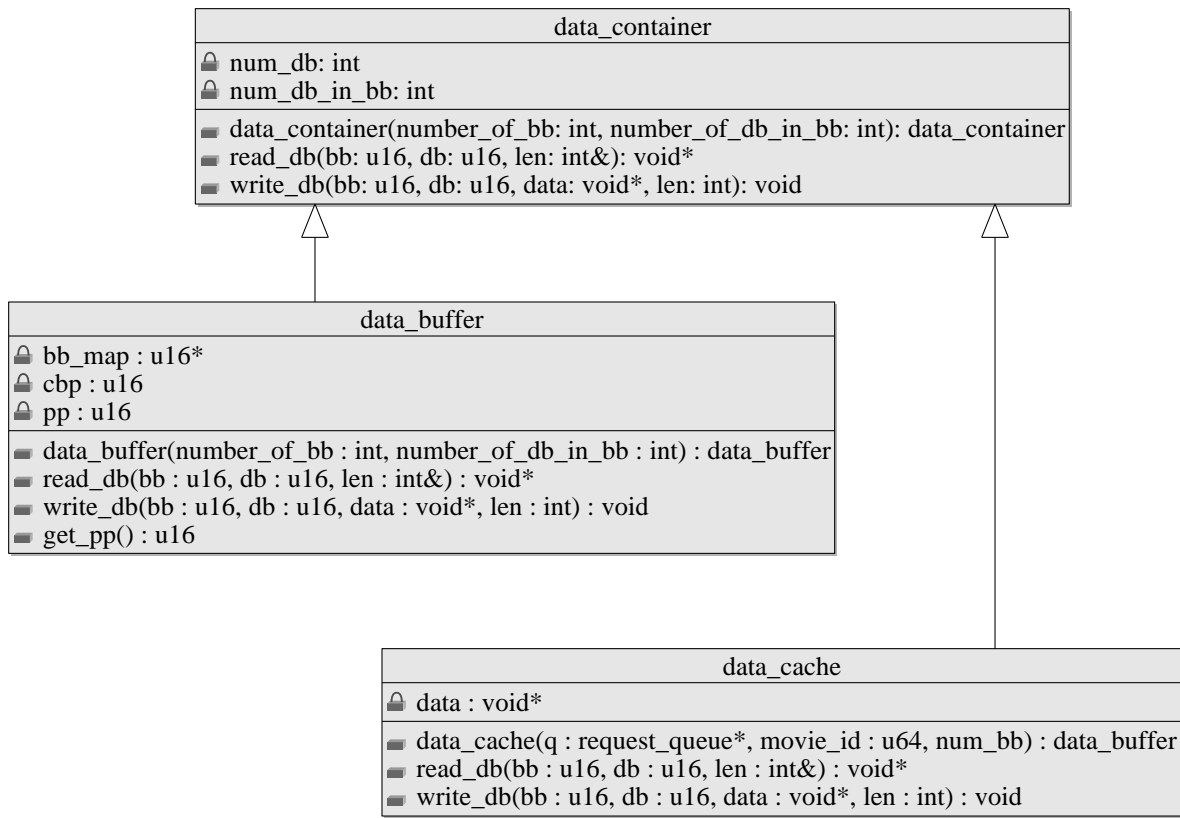 data_container
num_db: int
num_db_in_bb: int
data_container(number_of_bb: int, number_of_db_in_bb: int): data_container
read_db(bb: u16, db: u16, len: int&): void*
write_db(bb: u16, db: u16, data: void*, len: int): void
data_buffer
bb_map : u16*
cbp : u16
pp : u16
data_buffer(number_of_bb : int, number_of_db_in_bb : int) : data_buffer
read_db(bb : u16, db : u16, len : int&) : void*
write_db(bb : u16, db : u16, data : void*, len : int) : void
get_pp() : u16
data_cache
data : void*
data_cache(q : request_queue*, movie_id : u64, num_bb) : data_buffer
read_db(bb : u16, db : u16, len : int&) : void*
write_db(bb : u16, db : u16, data : void*, len : int) : void